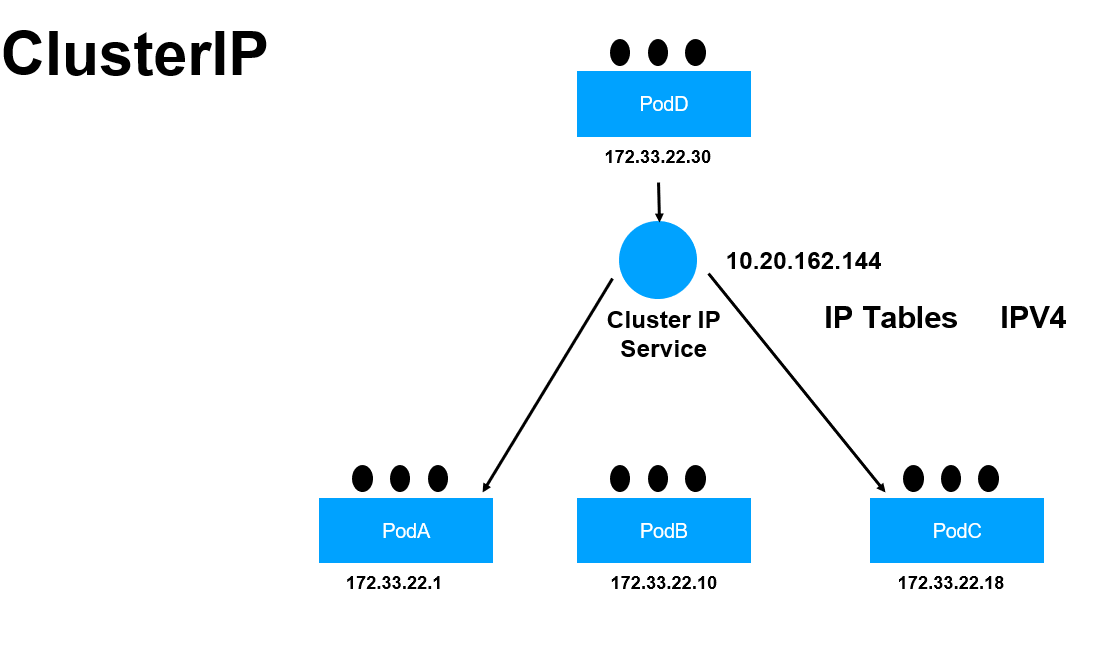 ClusterIP
PodD
172.33.22.30
10.20.162.144
Cluster IP
Service
IP Tables IPV4
PodA
PodB
PodC
172.33.22.1
172.33.22.10
172.33.22.18